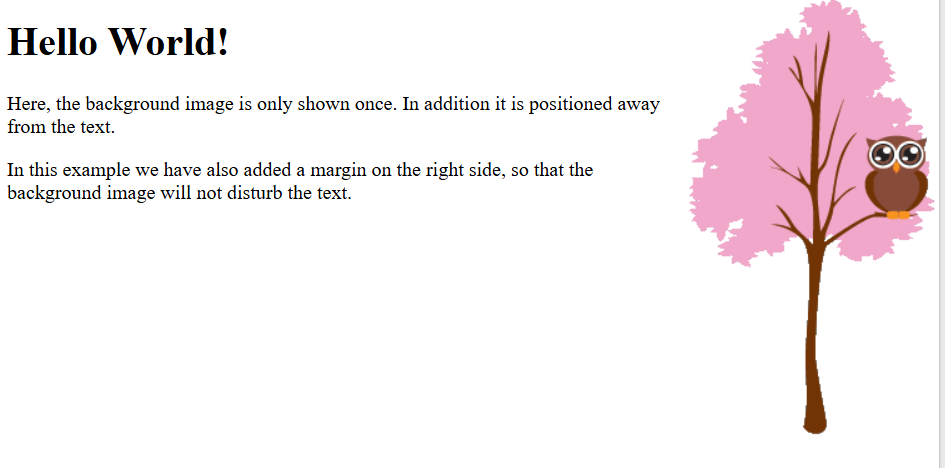 Hello World!
Here, the background image is only shown once. In addition it is positioned away
from the text.
In this example we have also added a margin on the right side, so that the
background image will not disturb the text.